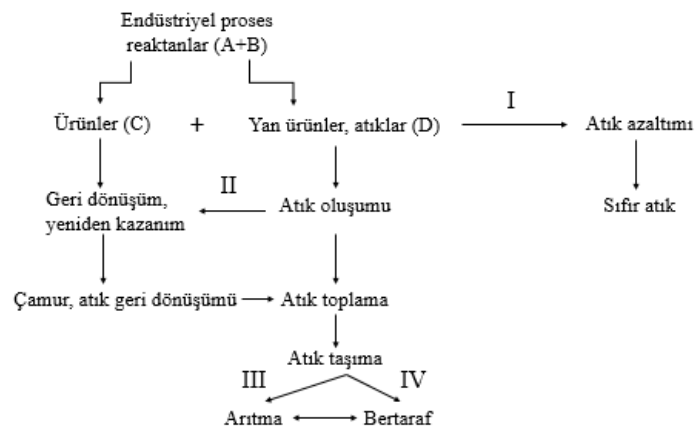 Endüstriyel proses
reaktanlar (A+B)
I
Ürünler (C) + Yan ürünler, atıklar (D) Atık azaltımı
II
Geri dönüşüm,
yeniden kazanım
Atık oluşumu
Sıfır atık
Çamur, atık geri dönüşümü Atık toplama
Atık taşıma
III IV
Arıtma Bertaraf